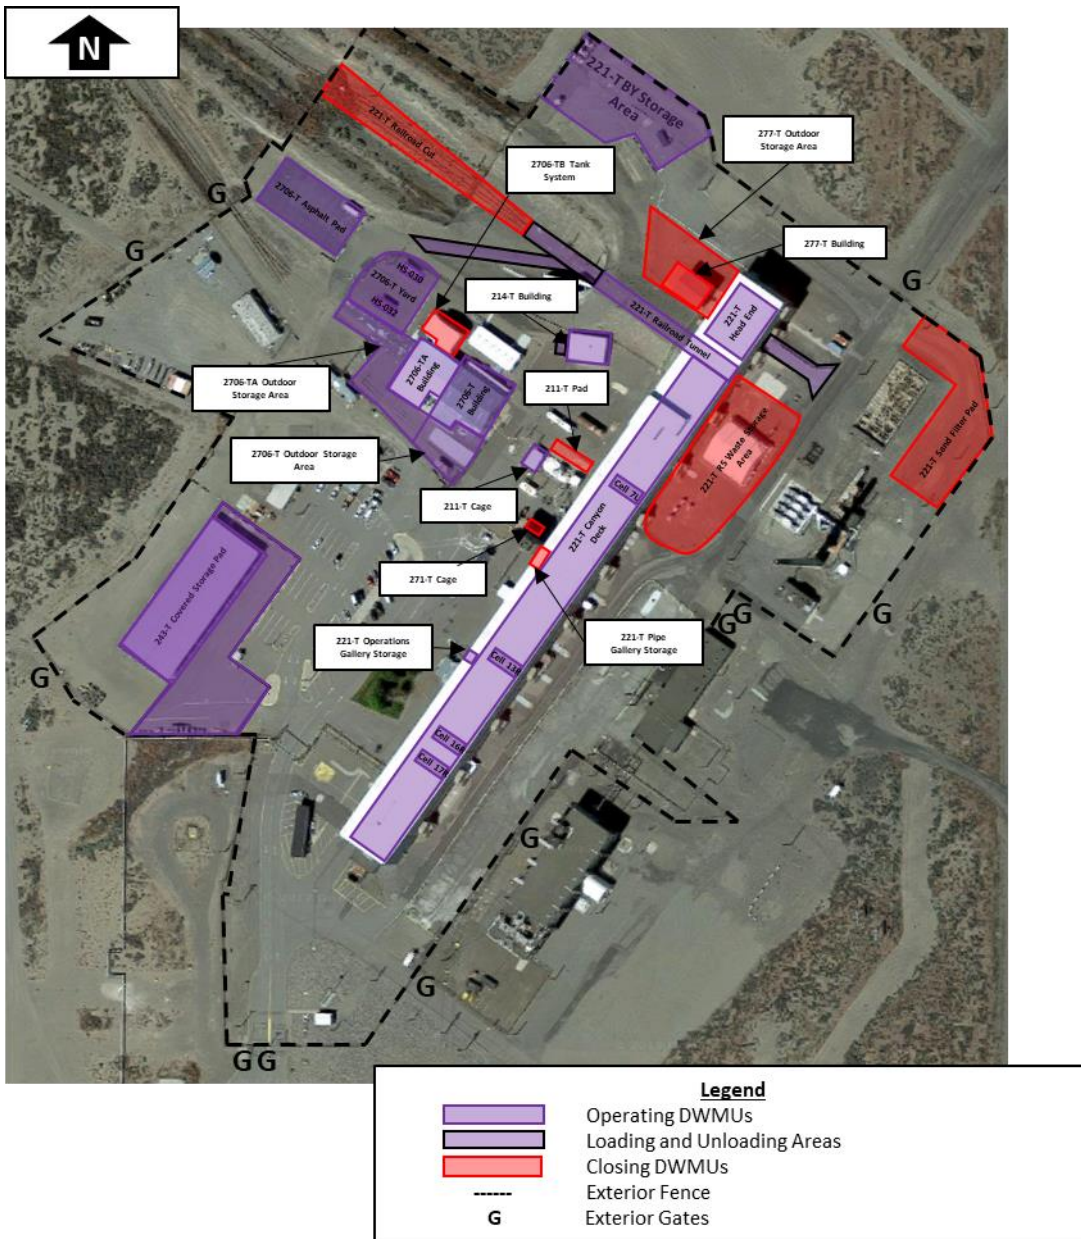 N
221-T BY Storage
Area
277-T Outdoor
Storage Area
221-T Railroad Cut
2706-TB Tank
System
2706-T Asphalt Pad
G
G
277-T Building
G
HS-030
2706-T Yard
HS-032
214-T Building
221-T Railroad Tunnel
221-T
Head End
2706-TA
Building
2706-T
Building
2706-TA Outdoor
Storage Area
211-T Pad
221-T Sand Filter Pad
221-T R5 Waste Storage
Area
2706-T Outdoor Storage
Area
Cell 7L
211-T Cage
221-T Canyon
Deck
243-T Covered Storage Pad
271-T Cage
G
G
G
221-T Operations
Gallery Storage
221-T Pipe
Gallery Storage
G
Cell 13R
Cell 16R
Cell 17R
G
G
G G
Legend
Operating DWMUs
Loading and Unloading Areas
Closing DWMUs
Exterior Fence
G Exterior Gates